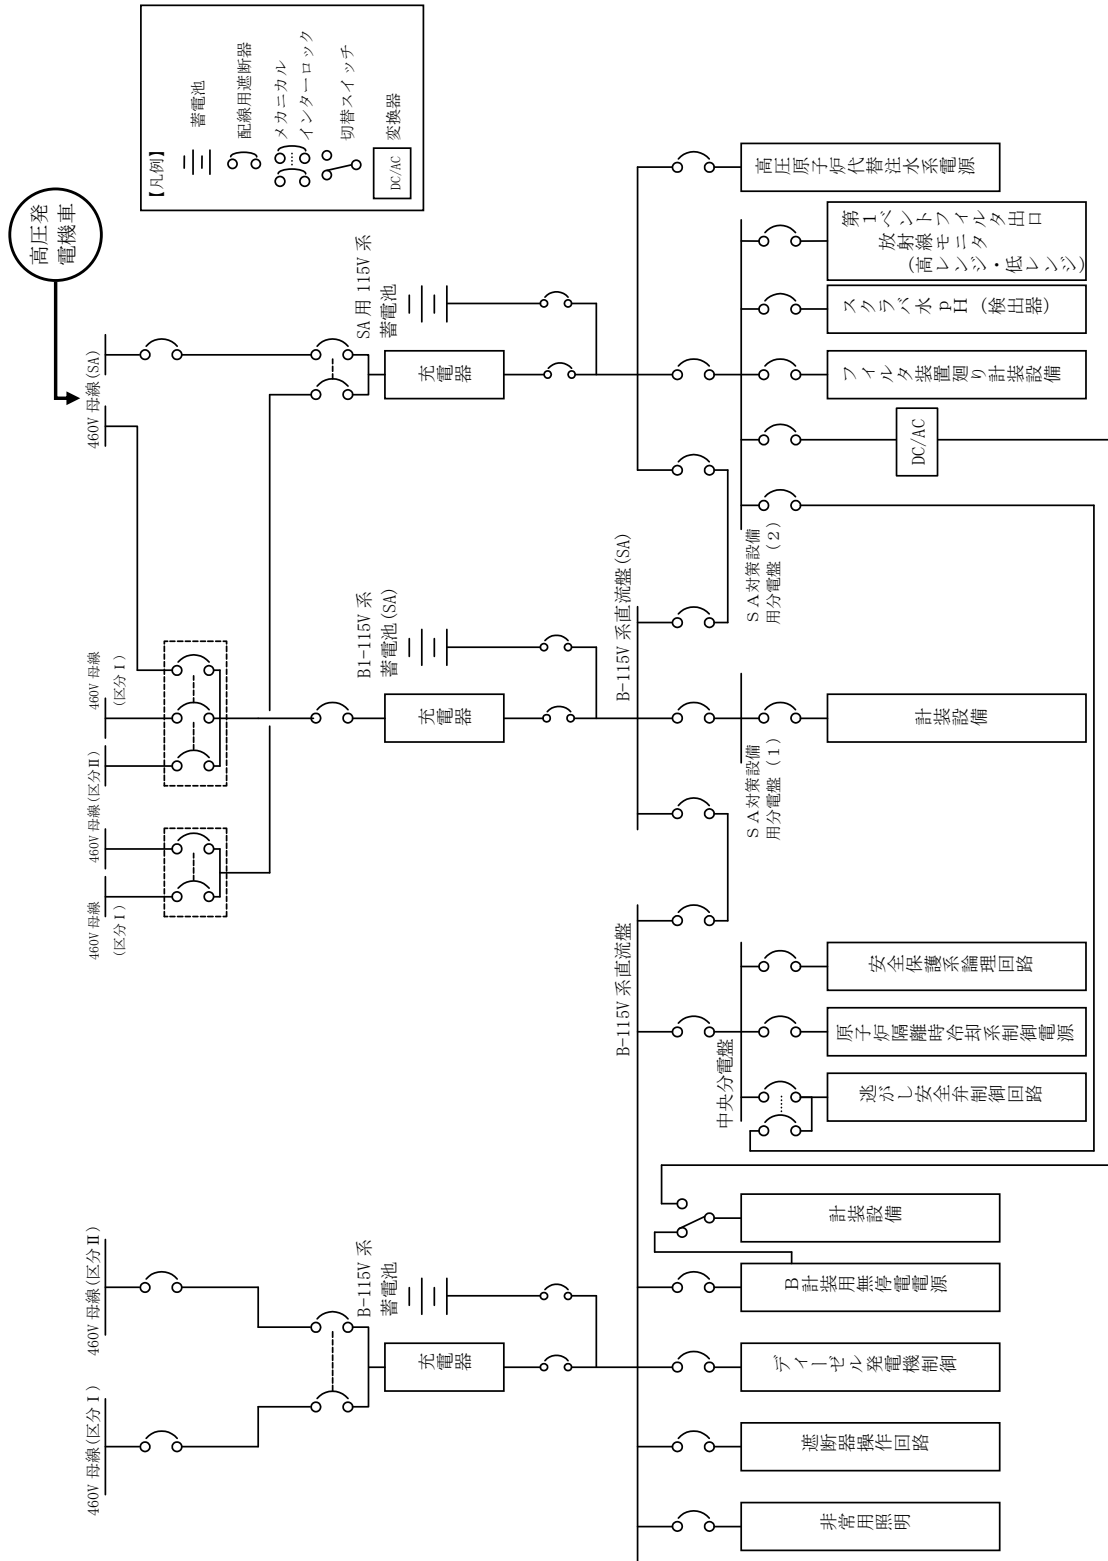 高圧発
電機車
【凡例】
蓄電池
配線用遮断器
メカニカル
インターロック
切替スイッチ
DC/AC
変換器
460V 母線(SA)
460V 母線
(区分Ⅰ)
460V 母線(区分Ⅱ)
460V 母線(区分Ⅱ)
460V 母線
(区分Ⅰ)
460V 母線(区分Ⅱ)
460V 母線(区分Ⅰ)
SA 用 115V 系
蓄電池
充電器
B1-115V 系
蓄電池(SA)
充電器
B-115V 系
蓄電池
充電器
B-115V 系直流盤(SA)
B-115V 系直流盤
高圧原子炉代替注水系電源
第1ベントフィルタ出口
放射線モニタ
(高レンジ・低レンジ)
スクラバ水 pH (検出器)
フィルタ装置廻り計装設備
DC/AC
SA対策設備
用分電盤(2)
計装設備
SA対策設備
用分電盤(1)
安全保護系論理回路
原子炉隔離時冷却系制御電源
逃がし安全弁制御回路
中央分電盤
計装設備
B計装用無停電電源
ディーゼル発電機制御
遮断器操作回路
非常用照明